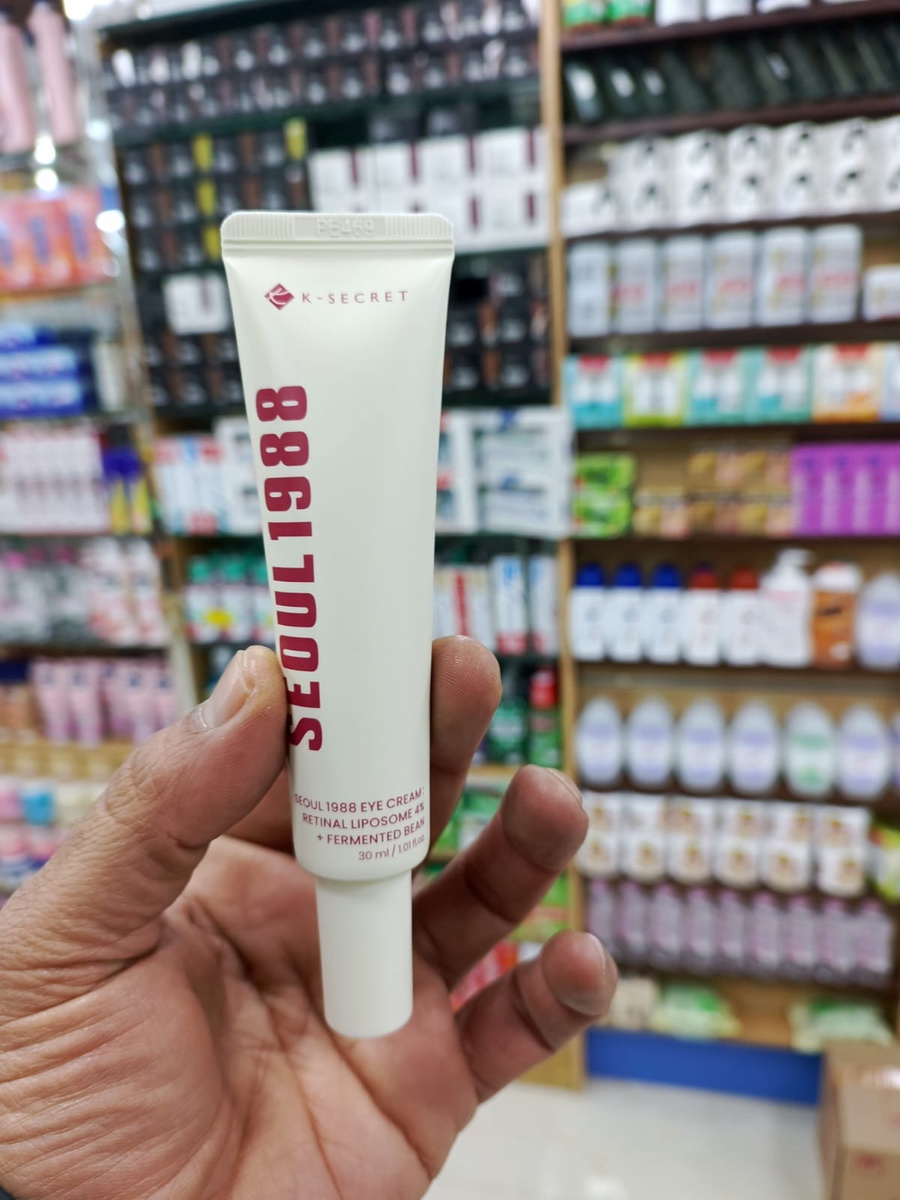 PE469
K-SECRET
SEOUL1988
SEOUL 1988 EYE CREAM:
RETINAL LIPOSOME 4%
+ FERMENTED BEAN
30 ml / 1.01 fl.oz.